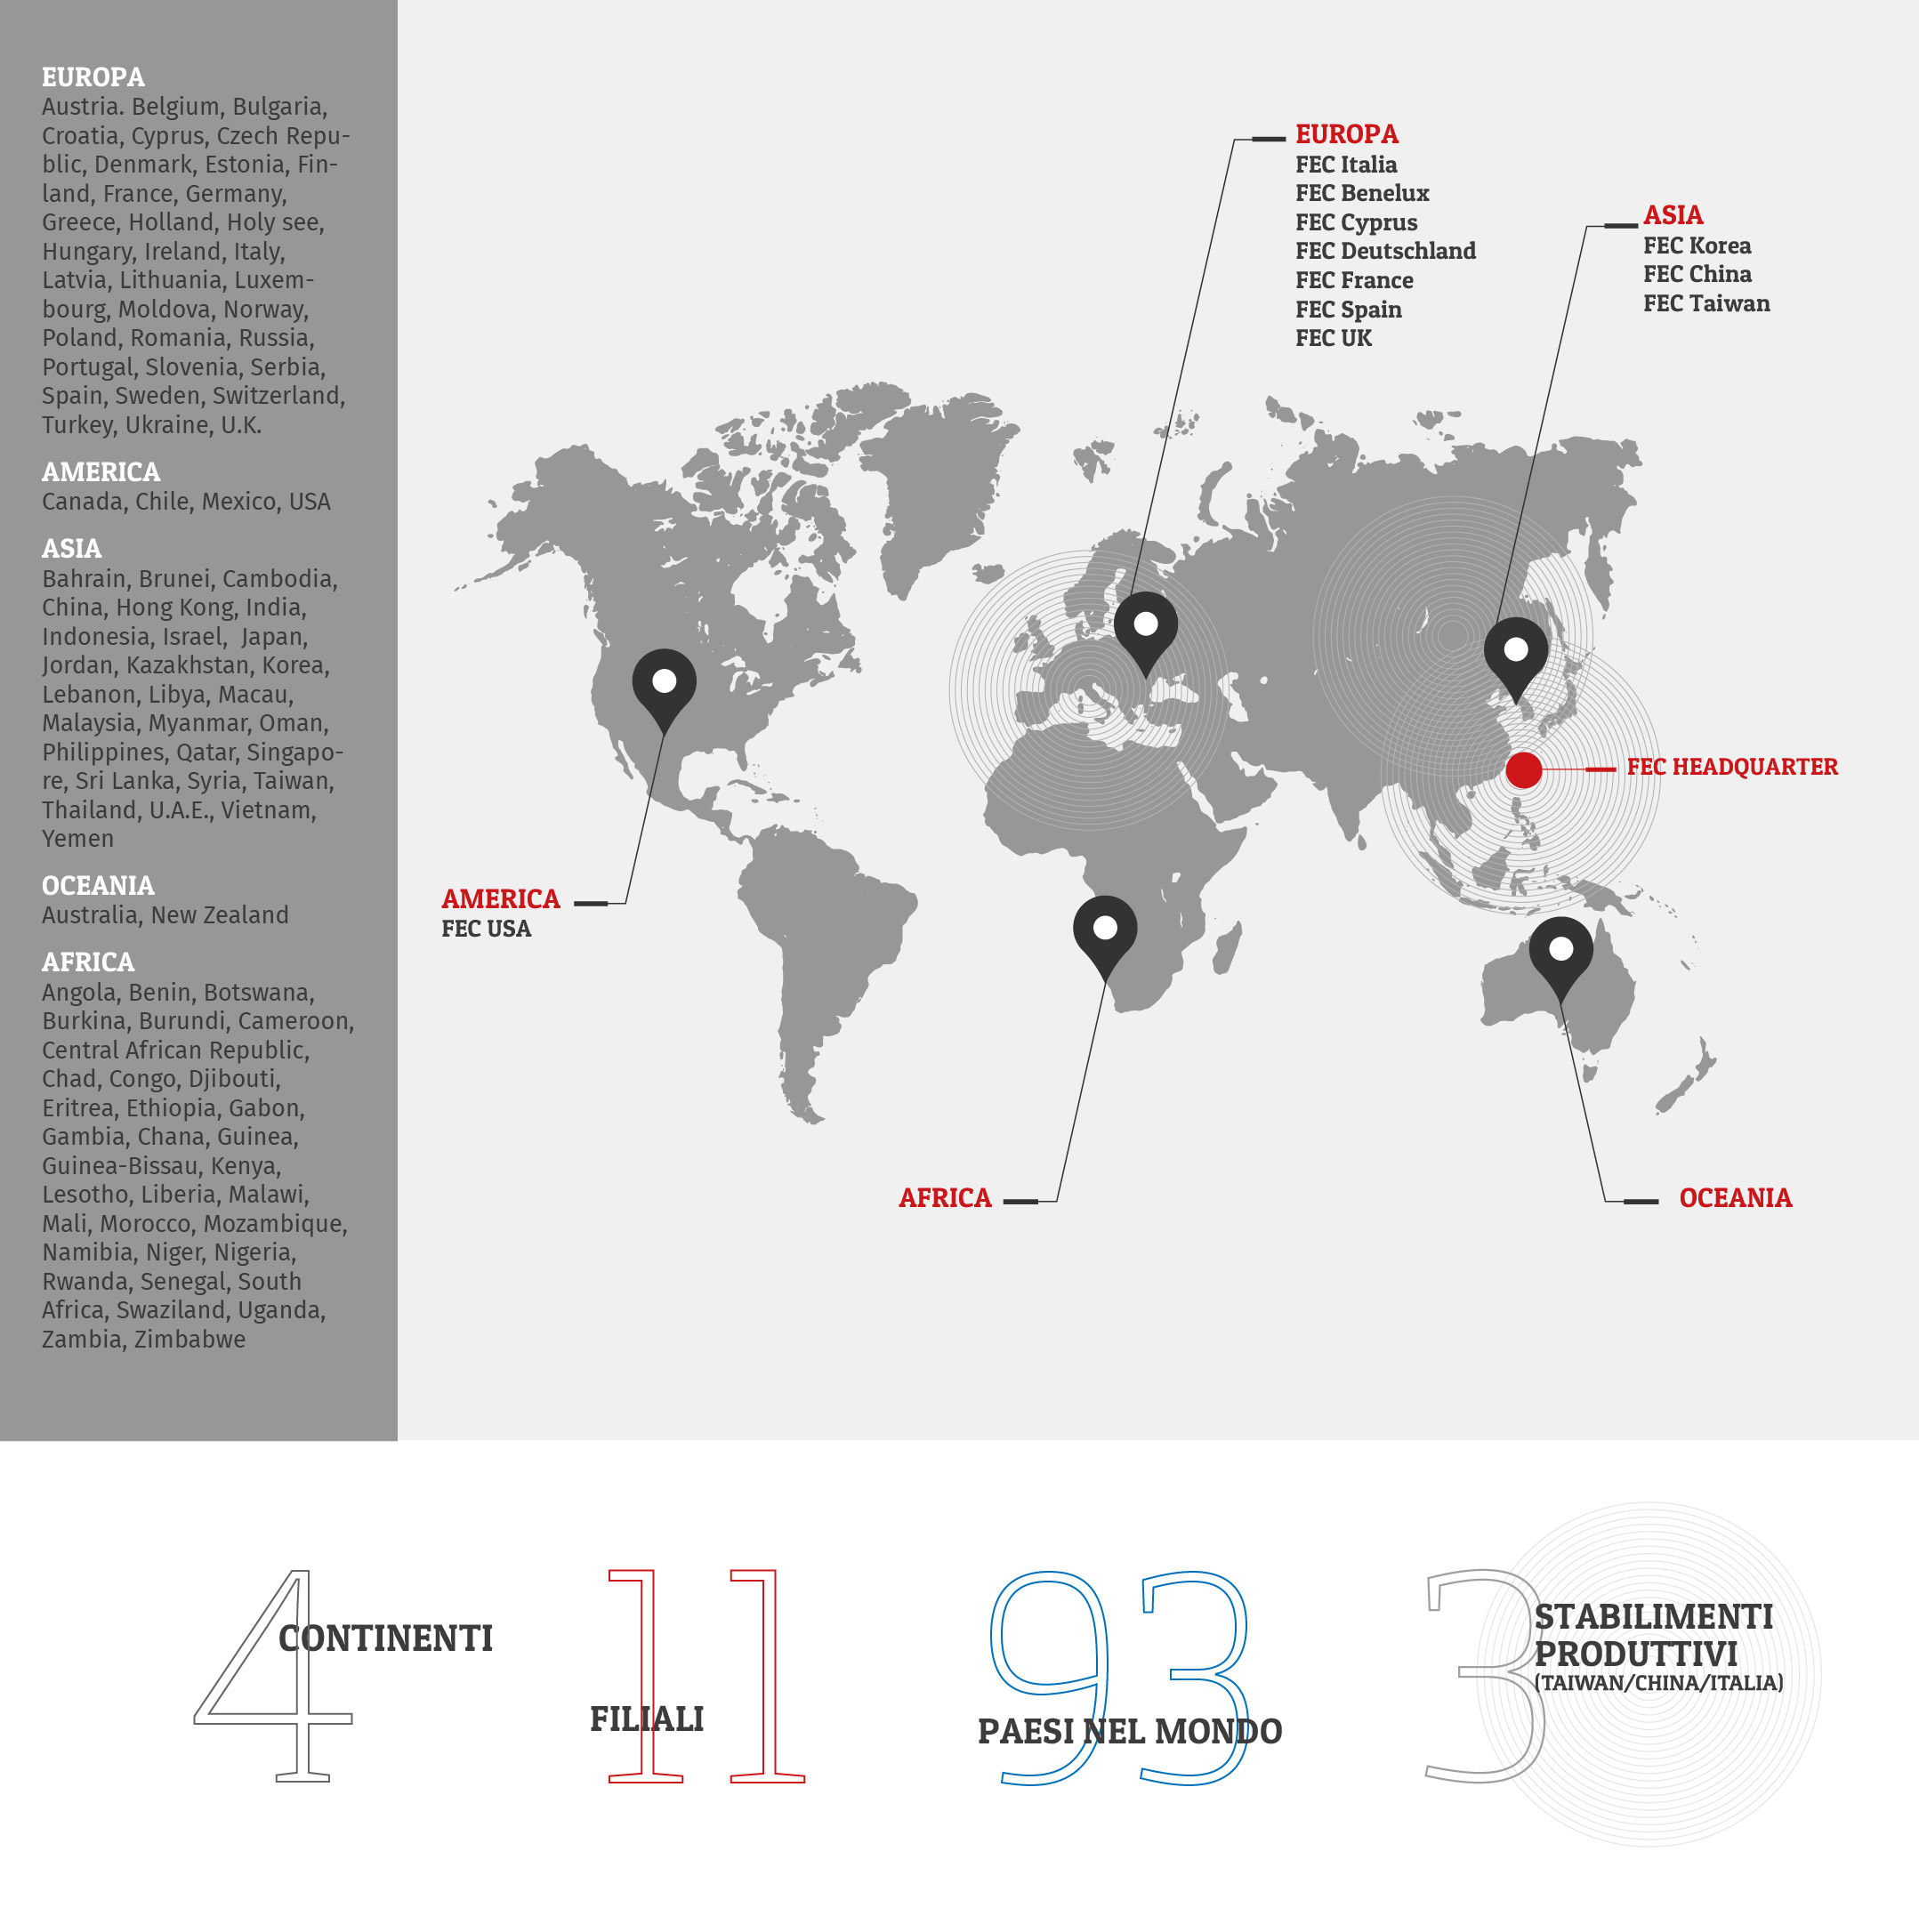 EUROPA
Austria. Belgium, Bulgaria,
Croatia, Cyprus, Czech Repu-
blic, Denmark, Estonia, Fin-
land, France, Germany,
Greece, Holland, Holy see,
Hungary, Ireland, Italy,
Latvia, Lithuania, Luxem-
bourg, Moldova, Norway,
Poland, Romania, Russia,
Portugal, Slovenia, Serbia,
Spain, Sweden, Switzerland,
Turkey, Ukraine, U.K.
AMERICA
Canada, Chile, Mexico, USA
ASIA
Bahrain, Brunei, Cambodia,
China, Hong Kong, India,
Indonesia, Israel,  Japan,
Jordan, Kazakhstan, Korea,
Lebanon, Libya, Macau,
Malaysia, Myanmar, Oman,
Philippines, Qatar, Singapo-
re, Sri Lanka, Syria, Taiwan,
Thailand, U.A.E., Vietnam,
Yemen
OCEANIA
Australia, New Zealand
AFRICA
Angola, Benin, Botswana,
Burkina, Burundi, Cameroon,
Central African Republic,
Chad, Congo, Djibouti,
Eritrea, Ethiopia, Gabon,
Gambia, Chana, Guinea,
Guinea-Bissau, Kenya,
Lesotho, Liberia, Malawi,
Mali, Morocco, Mozambique,
Namibia, Niger, Nigeria,
Rwanda, Senegal, South
Africa, Swaziland, Uganda,
Zambia, Zimbabwe
EUROPA
FEC Italia
FEC Benelux
FEC Cyprus
FEC Deutschland
FEC France
FEC Spain
FEC UK
ASIA
FEC Korea
FEC China
FEC Taiwan
FEC HEADQUARTER
AMERICA
FEC USA
AFRICA
OCEANIA
4
CONTINENTI
11
FILIALI
93
PAESI NEL MONDO
3
STABILIMENTI
PRODUTTIVI
(TAIWAN/CHINA/ITALIA)